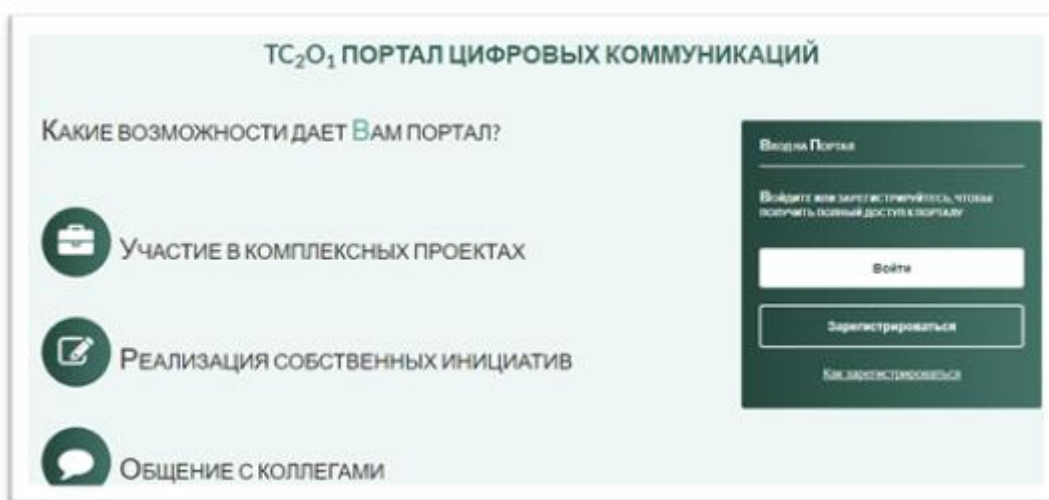 TC₂O₁ ПОРТАЛ ЦИФРОВЫХ КОММУНИКАЦИЙ
КАКИЕ ВОЗМОЖНОСТИ ДАЕТ ВАМ ПОРТАЛ?
УЧАСТИЕ В КОМПЛЕКСНЫХ ПРОЕКТАХ
РЕАЛИЗАЦИЯ СОБСТВЕННЫХ ИНИЦИАТИВ
ОБЩЕНИЕ С КОЛЛЕГАМИ
ВХОД НА ПОРТАЛ
ВОЙДИТЕ ИЛИ ЗАРЕГИСТРИРУЙТЕСЬ, ЧТОБЫ
ПОЛУЧИТЬ ПОЛНЫЙ ДОСТУП К ПОРТАЛУ
Войти
Зарегистрироваться
Как зарегистрироваться